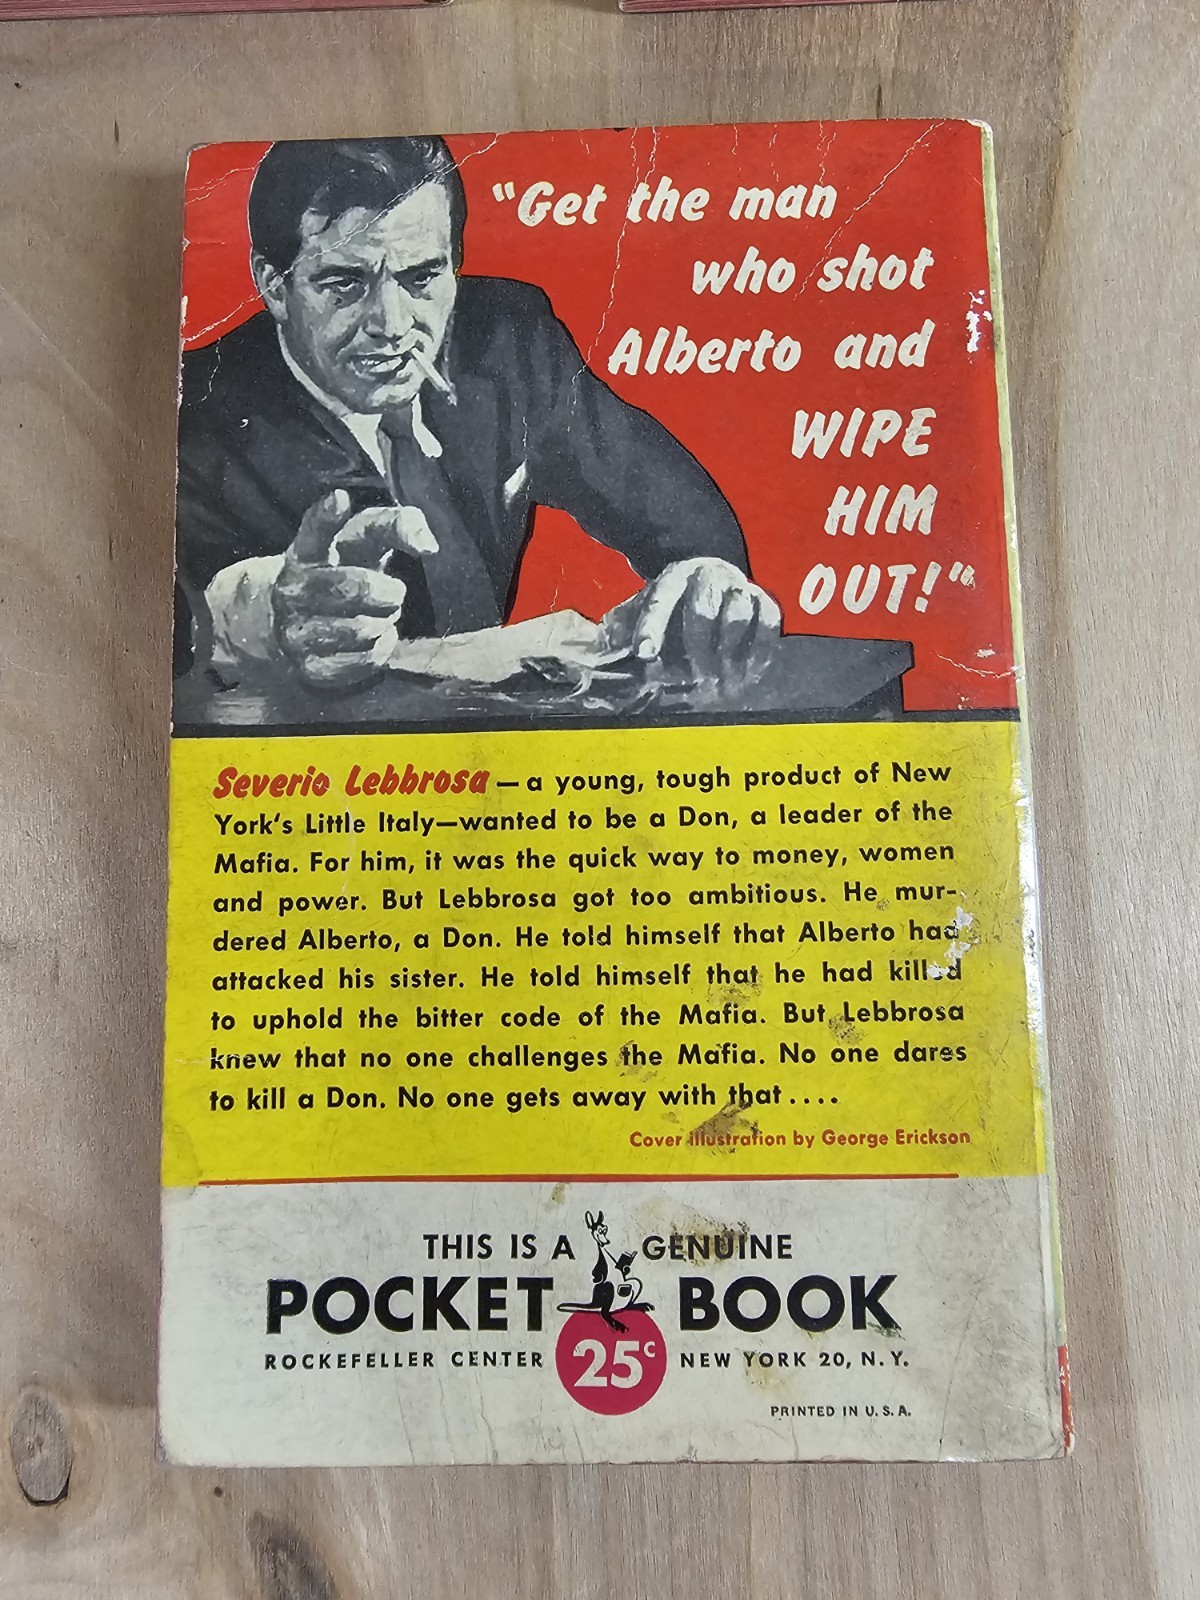 "Get the man
who shot
Alberto and
WIPE
HIM
OUT!"
Severio Lebbrosa — a young, tough product of New
York's Little Italy—wanted to be a Don, a leader of the
Mafia. For him, it was the quick way to money, women
and power. But Lebbrosa got too ambitious. He mur-
dered Alberto, a Don. He told himself that Alberto had
attacked his sister. He told himself that he had killed
to uphold the bitter code of the Mafia. But Lebbrosa
knew that no one challenges the Mafia. No one dares
to kill a Don. No one gets away with that....
Cover illustration by George Erickson
THIS IS A GENUINE
POCKET BOOK
ROCKEFELLER CENTER 25c NEW YORK 20, N.Y.
PRINTED IN U.S.A.